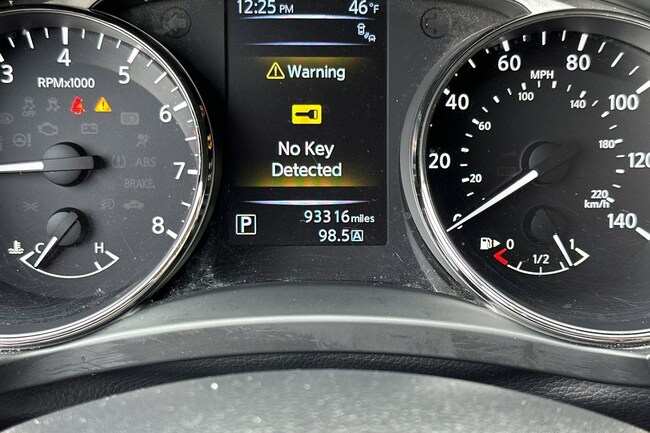 12:25 PM 46°F
Warning
No Key
Detected
P 93316 miles
98.5 A
3 4 5 6 7 8
RPMx1000
ABS
BRAKE
C H
0 20 40 60 80 100 120 140
MPH
20 60 100 140 180 220
km/h
0 1/2 1